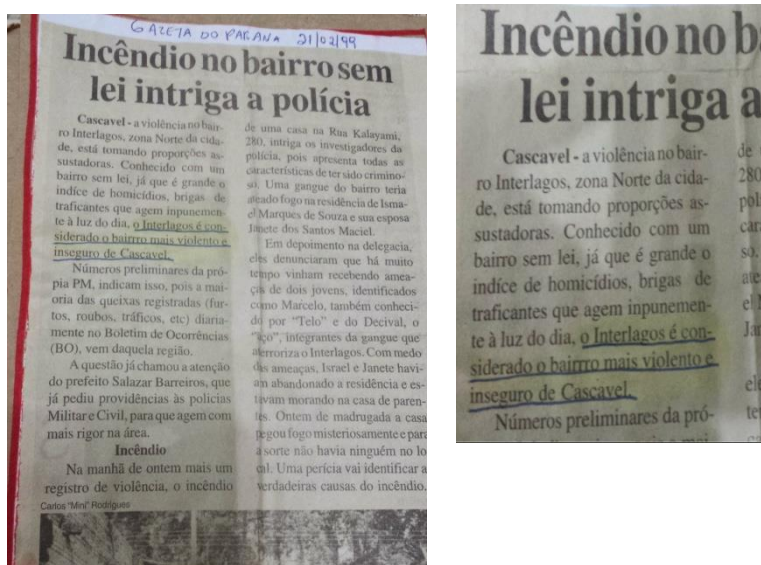 GAZETA DO PARANA 21/02/99
Incêndio no bairro sem
lei intriga a polícia
Cascavel - a violência no bair-
ro Interlagos, zona Norte da cida-
de, está tomando proporções as-
sustadoras. Conhecido com um
bairro sem lei, já que é grande o
indíce de homicídios, brigas de
traficantes que agem inpunemen-
te à luz do dia, o Interlagos é con-
siderado o bairrro mais violento e
inseguro de Cascavel.
Números preliminares da pró-
pia PM, indicam isso, pois a mai-
oria das queixas registradas (fur-
tos, roubos, tráficos, etc) diaria-
mente no Boletim de Ocorrências
(BO), vem daquela região.
A questão já chamou a atenção
do prefeito Salazar Barreiros, que
já pediu providências às policias
Militar e Civil, para que agem com
mais rigor na área.
Incêndio
Na manhã de ontem mais um
registro de violência, o incêndio
Carlos "Mini" Rodrigues
de uma casa na Rua Kalayami,
280, intriga os investigadores da
polícia, pois apresenta todas as
características de ter sido crimino-
so. Uma gangue do bairro teria
ateado fogo na residência de Isma-
el Marques de Souza e sua esposa
Janete dos Santos Maciel.
Em depoimento na delegacia,
eles denunciaram que há muito
tempo vinham recebendo amea-
ças de dois jovens, identificados
como Marcelo, também conheci-
do por "Telo" e do Decival, o
"aço", integrantes da gangue que
aterroriza o Interlagos. Com medo
das ameaças, Israel e Janete havi-
am abandonado a residência e es-
tavam morando na casa de paren-
tes. Ontem de madrugada a casa
pegou fogo misteriosamente e para
a sorte não havia ninguém no lo
cal. Uma perícia vai identificar a
verdadeiras causas do incêndio.
Incêndio no b
lei intriga a
Cascavel - a violência no bair-
ro Interlagos, zona Norte da cida-
de, está tomando proporções as-
sustadoras. Conhecido com um
bairro sem lei, já que é grande o
indíce de homicídios, brigas de
traficantes que agem inpunemen-
te à luz do dia, o Interlagos é con-
siderado o bairrro mais violento e
inseguro de Cascavel.
Números preliminares da pró-
de
280
pol
car
so.
ate
el M
Jan
ele